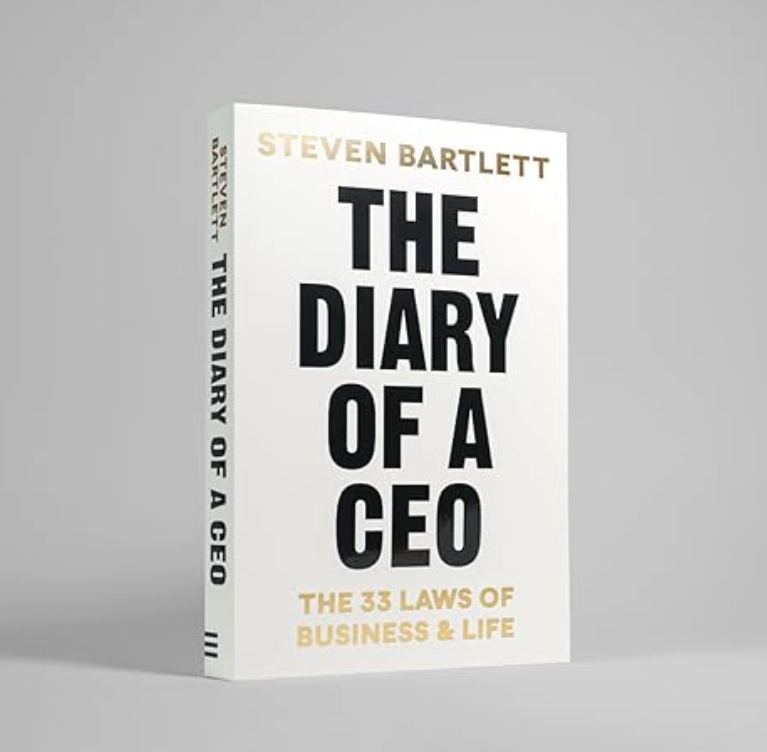 STEVEN BARTLETT
THE
DIARY
OF A
CEO
THE 33 LAWS OF
BUSINESS & LIFE
STEVEN
BARTLETT
THE DIARY OF A CEO